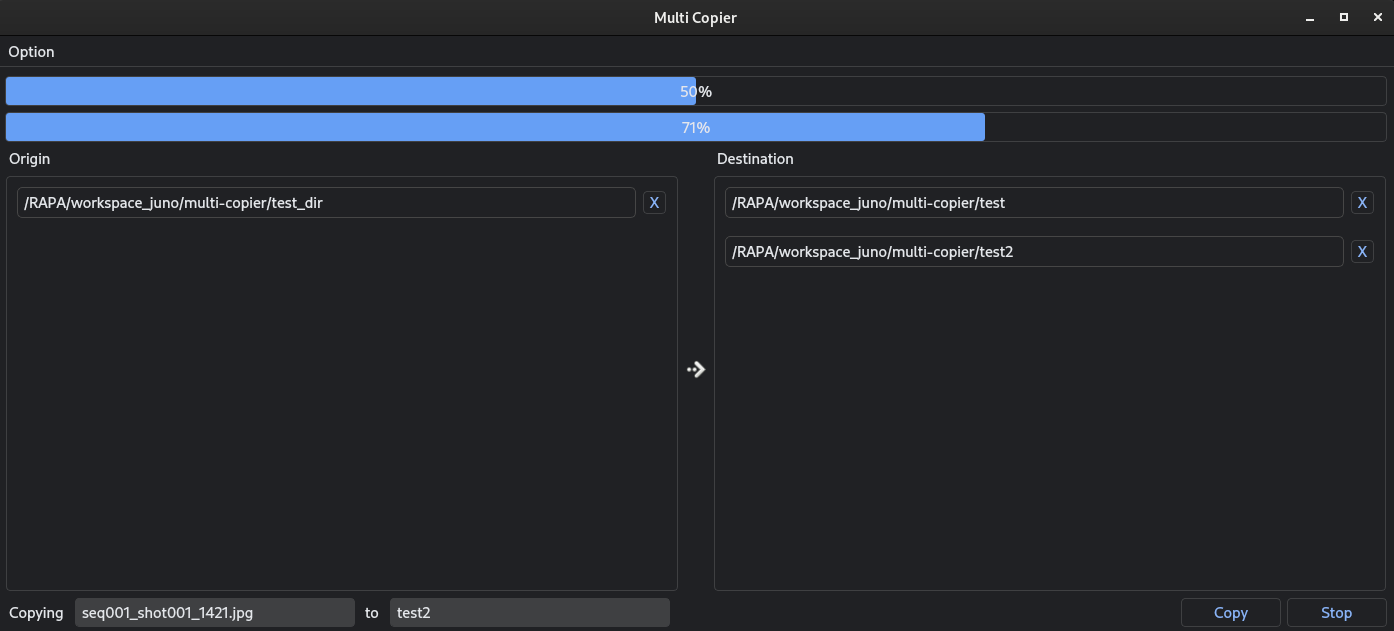 Multi Copier
Option
50%
71%
Origin
Destination
/RAPA/workspace_juno/multi-copier/test_dir
X
/RAPA/workspace_juno/multi-copier/test
X
/RAPA/workspace_juno/multi-copier/test2
X
Copying seq001_shot001_1421.jpg to test2 Copy Stop